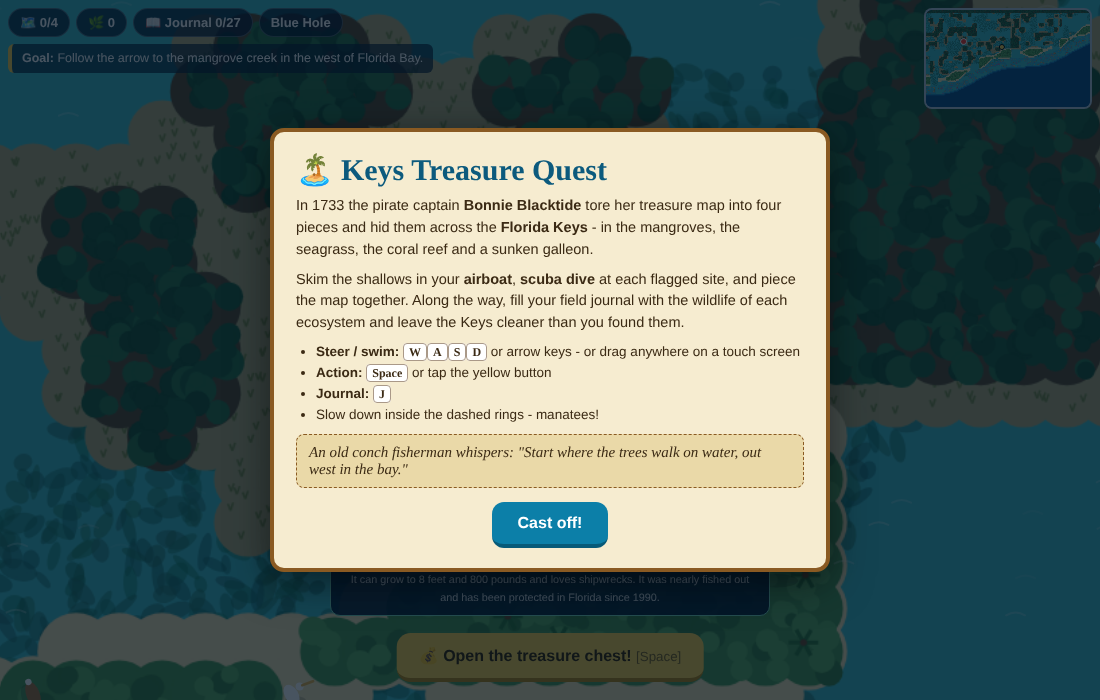 0/4
0
Journal 0/27
Blue Hole
Goal: Follow the arrow to the mangrove creek in the west of Florida Bay.
Keys Treasure Quest
In 1733 the pirate captain Bonnie Blacktide tore her treasure map into four
pieces and hid them across the Florida Keys - in the mangroves, the
seagrass, the coral reef and a sunken galleon.
Skim the shallows in your airboat, scuba dive at each flagged site, and piece
the map together. Along the way, fill your field journal with the wildlife of each
ecosystem and leave the Keys cleaner than you found them.
Steer / swim: W A S D or arrow keys - or drag anywhere on a touch screen
Action: Space or tap the yellow button
Journal: J
Slow down inside the dashed rings - manatees!
An old conch fisherman whispers: "Start where the trees walk on water, out
west in the bay."
Cast off!
It can grow to 8 feet and 800 pounds and loves shipwrecks. It was nearly fished out
and has been protected in Florida since 1990.
Open the treasure chest! [Space]